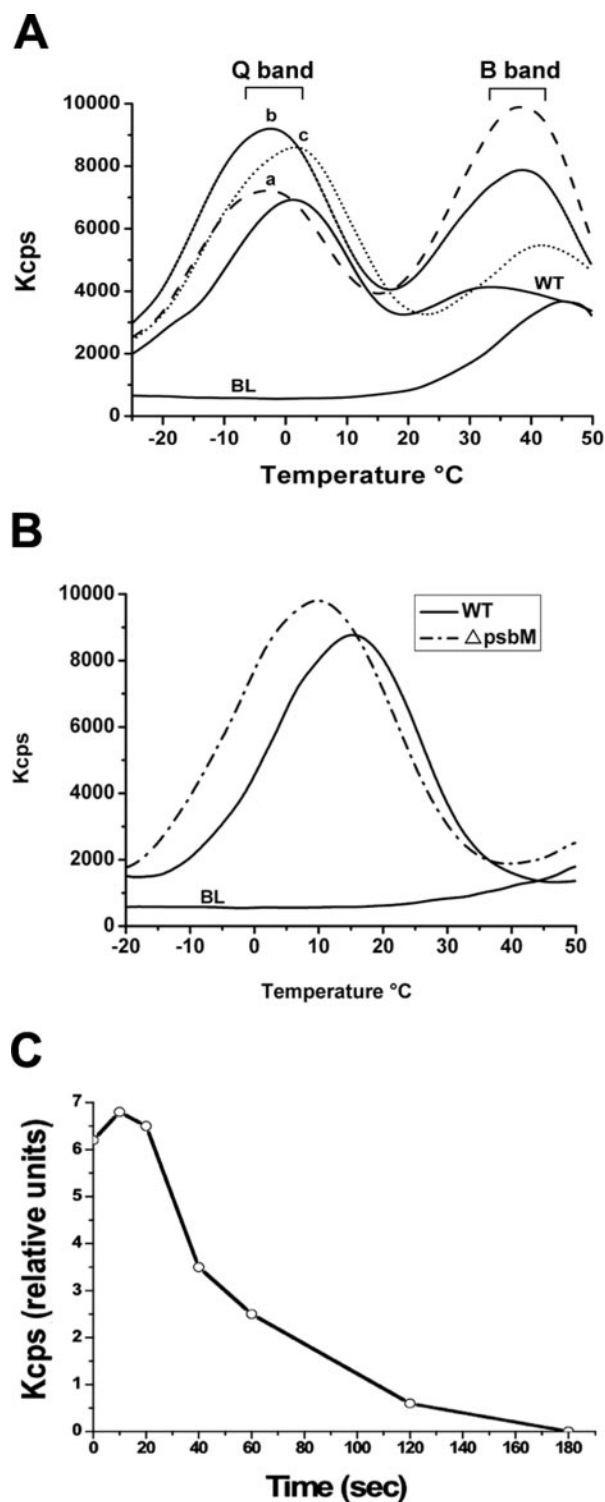 A
Q band
B band
10000
8000
6000
4000
2000
0
Kcps
b
c
a
WT
BL
-20 -10 0 10 20 30 40 50
Temperature °C
B
10000
8000
6000
4000
2000
0
Kcps
WT
△psbM
BL
-20 -10 0 10 20 30 40 50
Temperature °C
C
7
6
5
4
3
2
1
0
Kcps (relative units)
0 20 40 60 80 100 120 140 160 180
Time (sec)